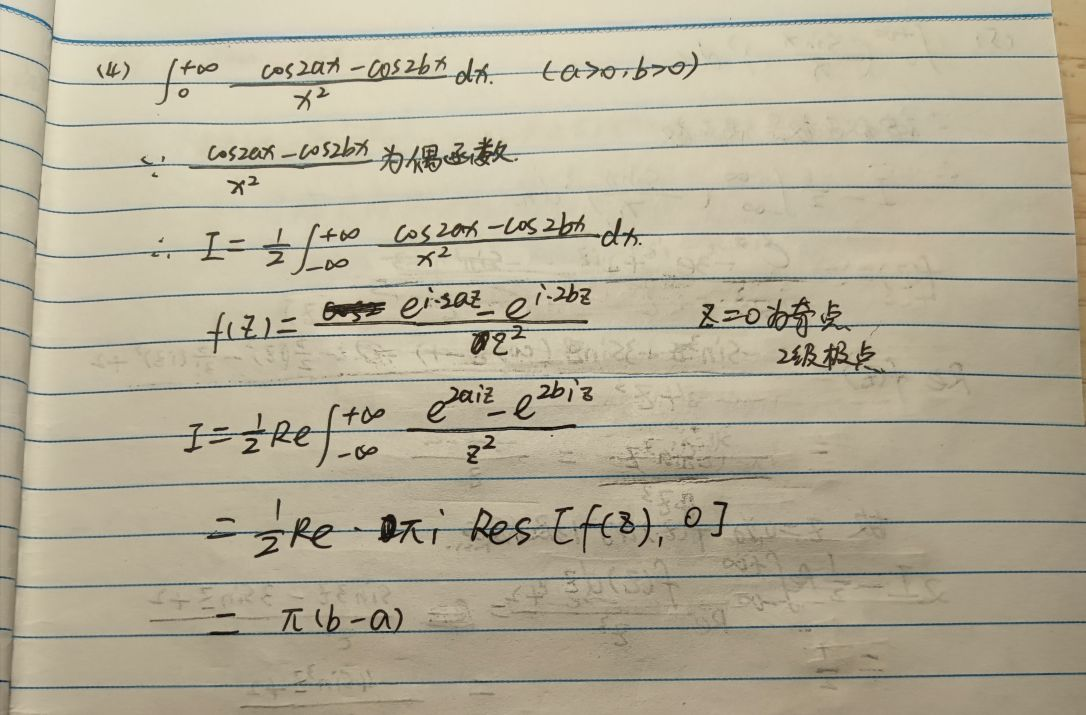 (4) ∫₀^{+∞} (cos2ax - cos2bx)/x² dx. (a>0, b>0)
∵ (cos2ax - cos2bx)/x² 为偶函数.
∴ I = 1/2 ∫_{-∞}^{+∞} (cos2ax - cos2bx)/x² dx.
f(z) = (e^{i·2az} - e^{i·2bz})/z² z=0为奇点
2级极点
I = 1/2 Re ∫_{-∞}^{+∞} (e^{2aiz} - e^{2biz})/z²
= 1/2 Re · πi Res [f(z), 0]
= π(b-a)